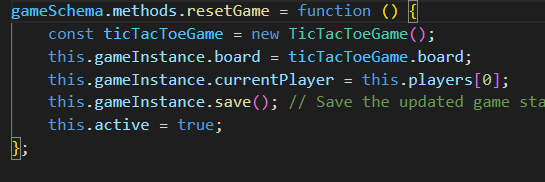 gameSchema.methods.resetGame = function () {
const ticTacToeGame = new TicTacToeGame();
this.gameInstance.board = ticTacToeGame.board;
this.gameInstance.currentPlayer = this.players[0];
this.gameInstance.save(); // Save the updated game sta
this.active = true;
};